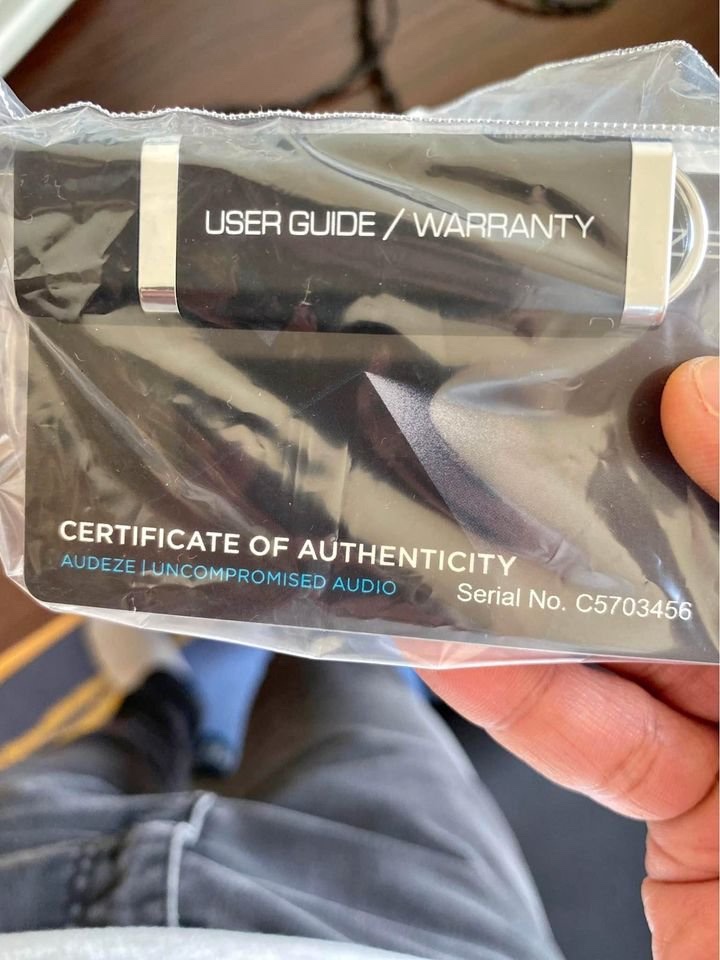 USER GUIDE / WARRANTY
CERTIFICATE OF AUTHENTICITY
AUDEZE | UNCOMPROMISED AUDIO
Serial No. C5703456